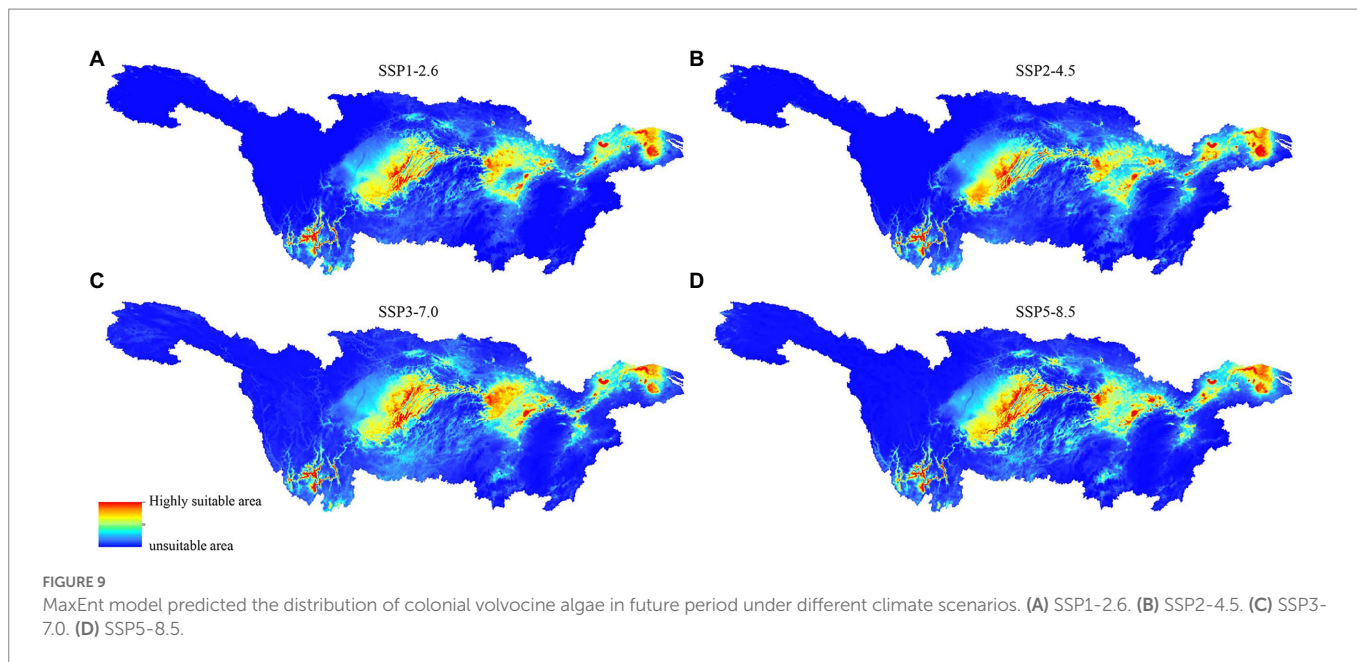 A
SSP1-2.6
B
SSP2-4.5
C
SSP3-7.0
D
SSP5-8.5
Highly suitable area
unsuitable area
FIGURE 9
MaxEnt model predicted the distribution of colonial volvocine algae in future period under different climate scenarios. (A) SSP1-2.6. (B) SSP2-4.5. (C) SSP3-
7.0. (D) SSP5-8.5.